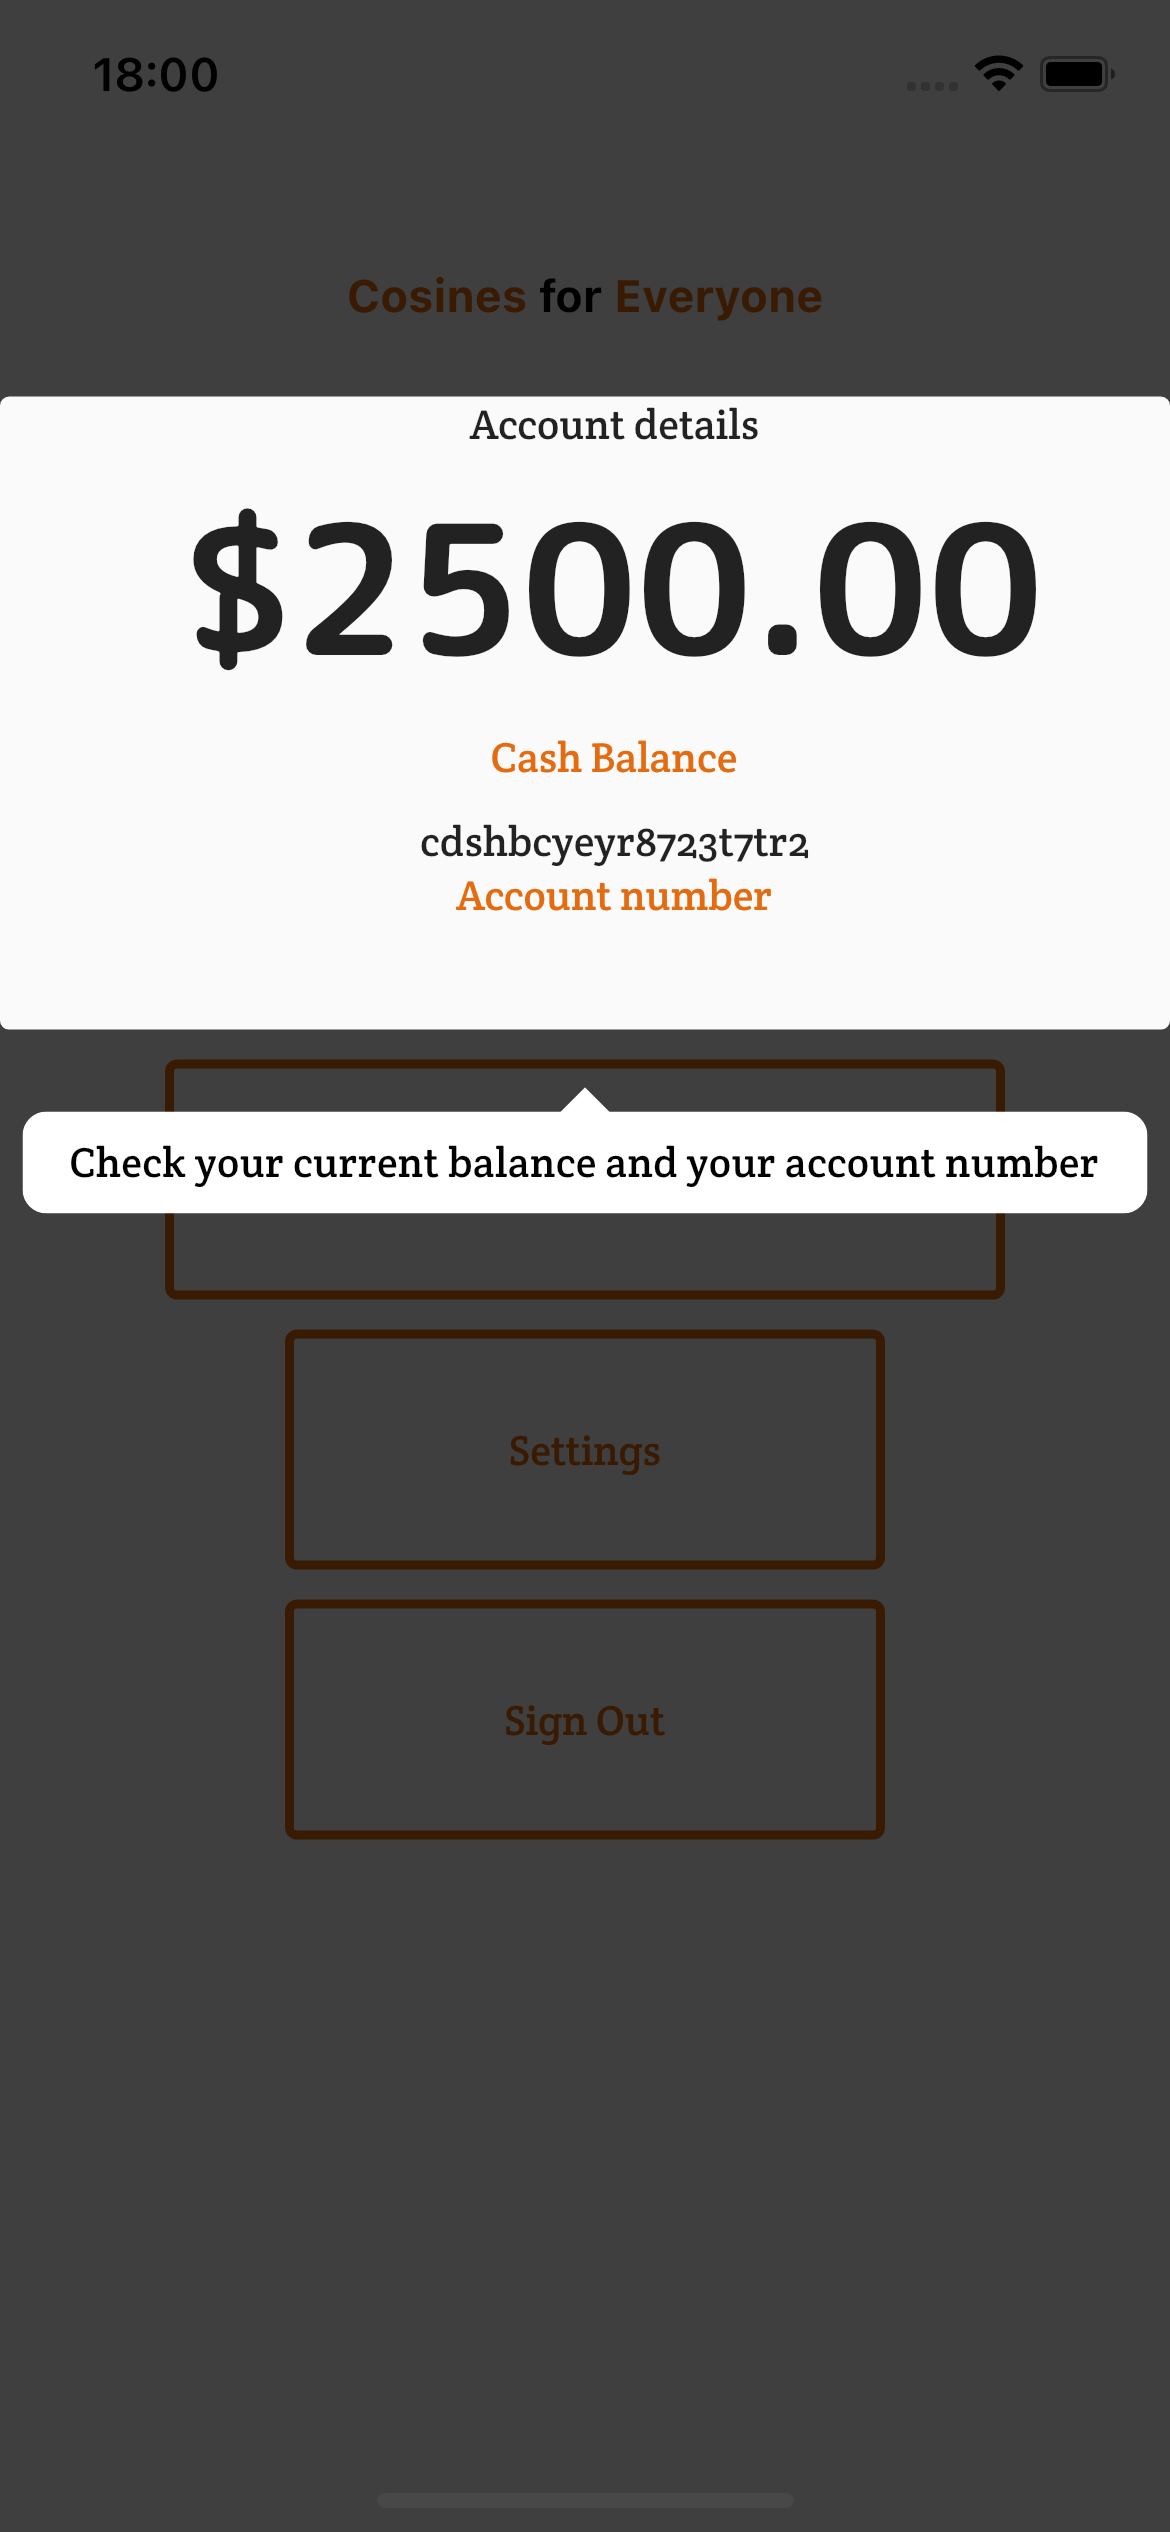 18:00
Cosines for Everyone
Account details
$2500.00
Cash Balance
cdshbcyeyr8723t7tr2
Account number
Check your current balance and your account number
Settings
Sign Out